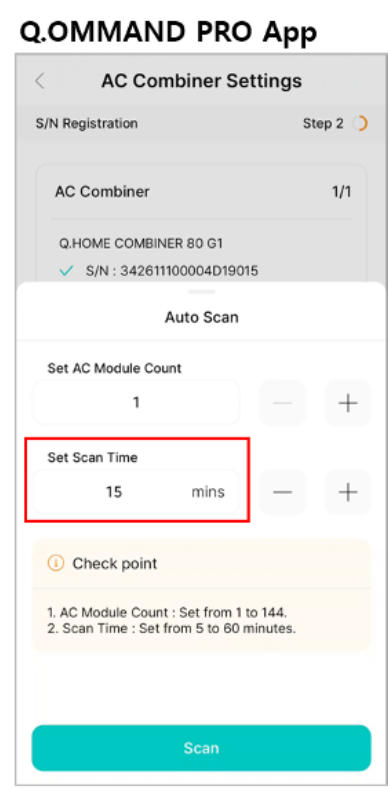 Q.OMMAND PRO App
AC Combiner Settings
S/N Registration Step 2
AC Combiner 1/1
Q.HOME COMBINER 80 G1
S/N : 342611100004D19015
Auto Scan
Set AC Module Count
1
Set Scan Time
15 mins
Check point
1. AC Module Count : Set from 1 to 144.
2. Scan Time : Set from 5 to 60 minutes.
Scan